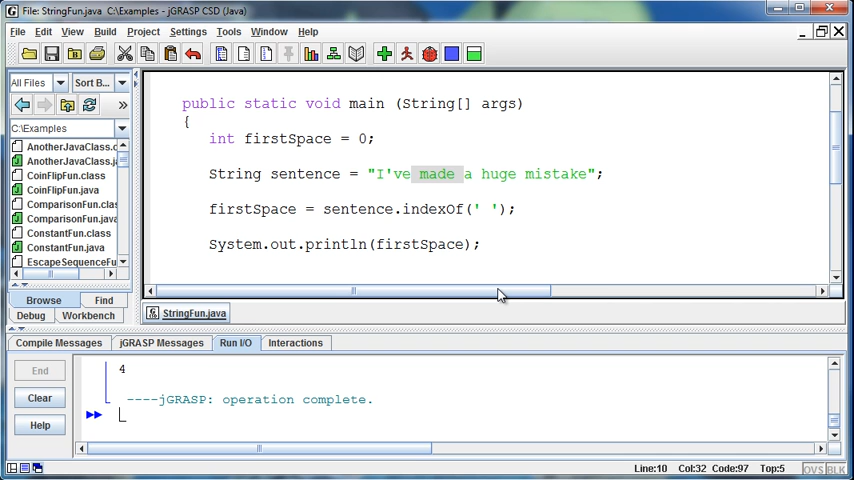 File: StringFun.java  C:\Examples - jGRASP CSD (Java)
File Edit View Build Project Settings Tools Window Help
All Files Sort B...
C:\Examples
AnotherJavaClass.c
AnotherJavaClass.ja
CoinFlipFun.class
CoinFlipFun.java
ComparisonFun.clas
ComparisonFun.java
ConstantFun.class
ConstantFun.java
EscapeSequenceFu
Browse Find
Debug Workbench
public static void main (String[] args)
{
int firstSpace = 0;
String sentence = "I've made a huge mistake";
firstSpace = sentence.indexOf(' ');
System.out.println(firstSpace);
StringFun.java
Compile Messages jGRASP Messages Run I/O Interactions
End
Clear
Help
4
----jGRASP: operation complete.
Line:10 Col:32 Code:97 Top:5 OVS BLK